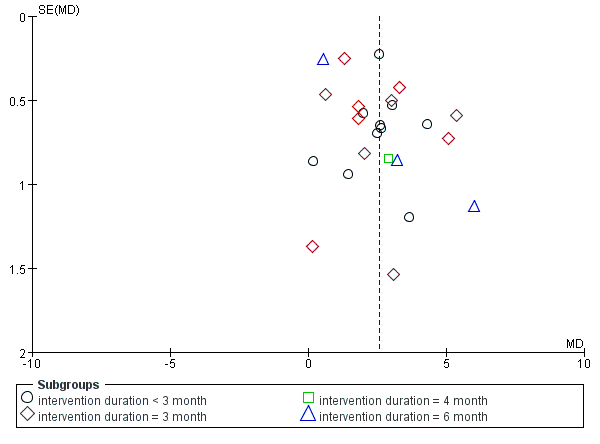 SE(MD)
0
0.5
1
1.5
2
MD
-10 -5 0 5 10
Subgroups
intervention duration < 3 month
intervention duration = 4 month
intervention duration = 3 month
intervention duration = 6 month